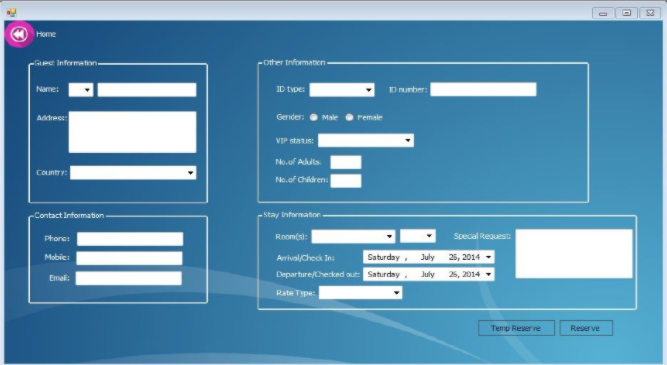 Home
Guest Information
Name:
Address:
Country:
Other Information
ID type: ID number:
Gender: Male Female
VIP status:
No.of Adults:
No.of Children:
Contact Information
Phone:
Mobile:
Email:
Stay Information
Room(s): Special Request:
Arrival/Check In: Saturday , July 26, 2014
Departure/Checked out: Saturday , July 26, 2014
Rate Type:
Temp Reserve Reserve